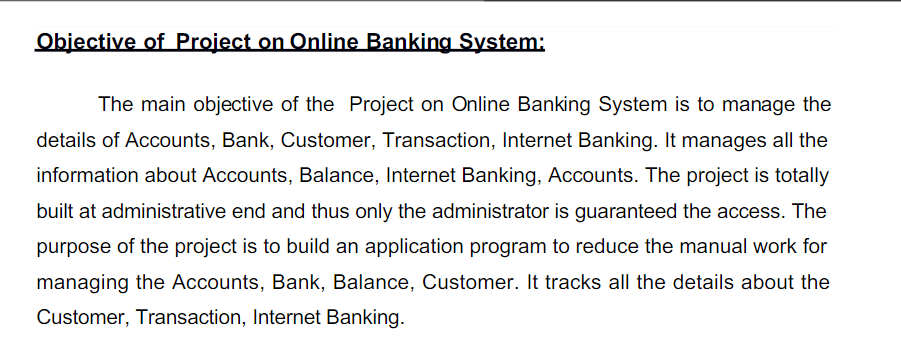 Objective of Project on Online Banking System:
The main objective of the Project on Online Banking System is to manage the
details of Accounts, Bank, Customer, Transaction, Internet Banking. It manages all the
information about Accounts, Balance, Internet Banking, Accounts. The project is totally
built at administrative end and thus only the administrator is guaranteed the access. The
purpose of the project is to build an application program to reduce the manual work for
managing the Accounts, Bank, Balance, Customer. It tracks all the details about the
Customer, Transaction, Internet Banking.